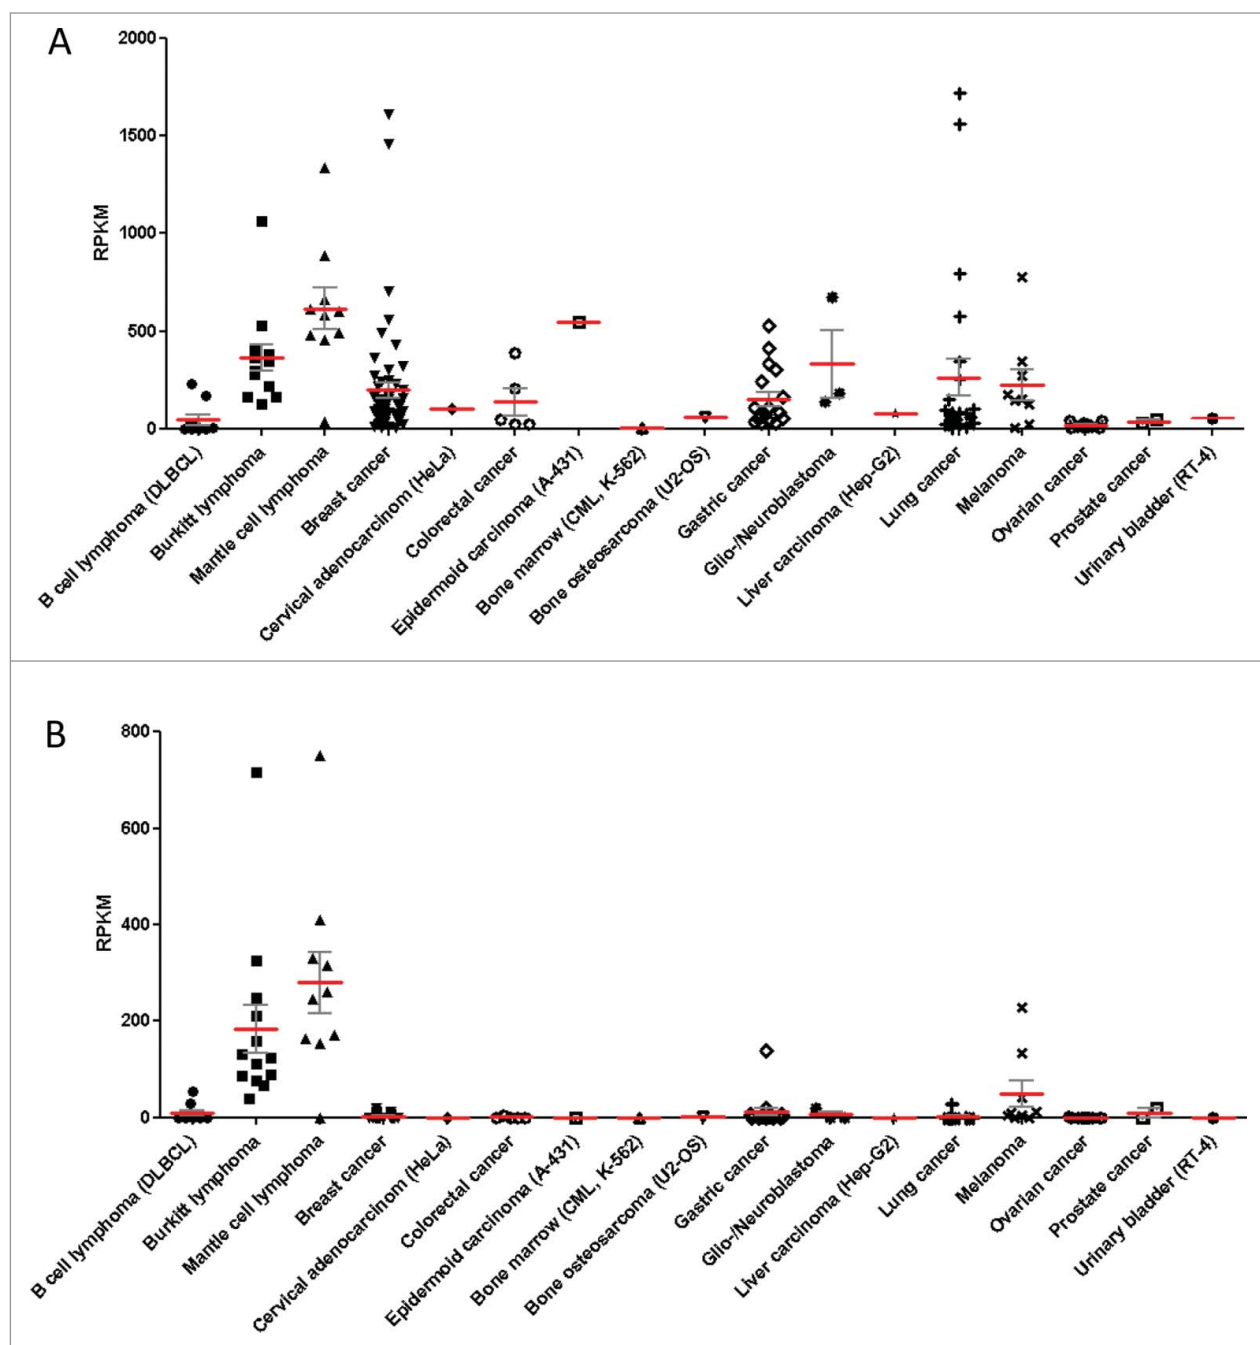 A
2000
1500
1000
500
0
RPKM
B cell lymphoma (DLBCL)
Burkitt lymphoma
Mantle cell lymphoma
Breast cancer
Cervical adenocarcinom (HeLa)
Colorectal cancer
Epidermoid carcinoma (A-431)
Bone marrow (CML, K-562)
Bone osteosarcoma (U2-OS)
Gastric cancer
Glio-/Neuroblastoma
Liver carcinoma (Hep-G2)
Lung cancer
Melanoma
Ovarian cancer
Prostate cancer
Urinary bladder (RT-4)
B
800
600
400
200
0
RPKM
B cell lymphoma (DLBCL)
Burkitt lymphoma
Mantle cell lymphoma
Breast cancer
Cervical adenocarcinom (HeLa)
Colorectal cancer
Epidermoid carcinoma (A-431)
Bone marrow (CML, K-562)
Bone osteosarcoma (U2-OS)
Gastric cancer
Glio-/Neuroblastoma
Liver carcinoma (Hep-G2)
Lung cancer
Melanoma
Ovarian cancer
Prostate cancer
Urinary bladder (RT-4)